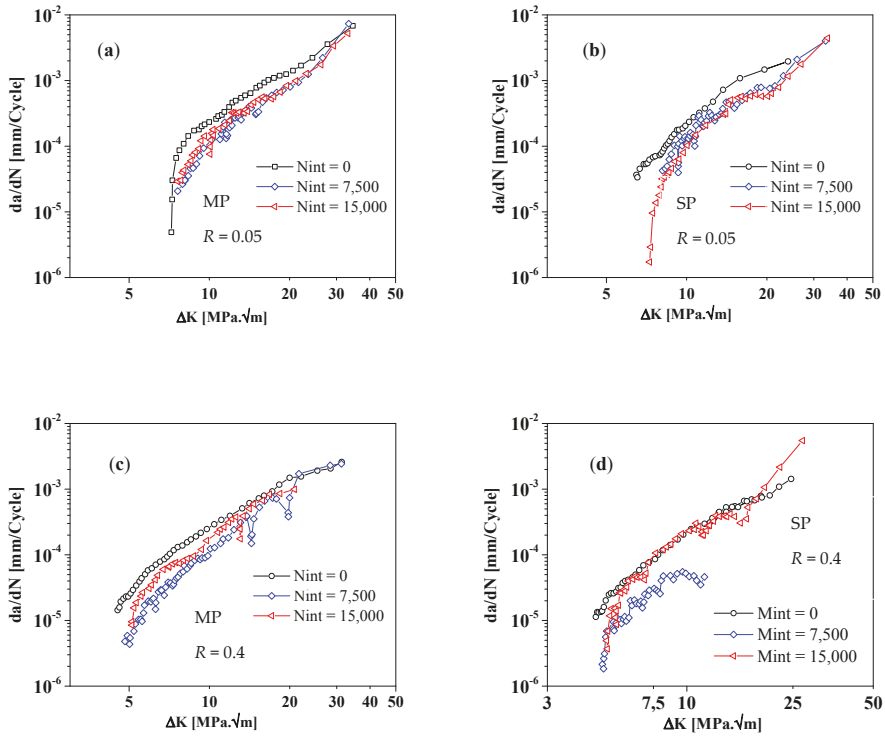 (a)
da/dN [mm/Cycle]
10⁻²
10⁻³
10⁻⁴
10⁻⁵
10⁻⁶
Nint = 0
Nint = 7,500
Nint = 15,000
MP
R = 0.05
5 10 20 30 40 50
ΔK [MPa.√m]
(b)
da/dN [mm/Cycle]
10⁻²
10⁻³
10⁻⁴
10⁻⁵
10⁻⁶
Nint = 0
Nint = 7,500
Nint = 15,000
SP
R = 0.05
5 10 20 30 40 50
ΔK [MPa.√m]
(c)
da/dN [mm/Cycle]
10⁻²
10⁻³
10⁻⁴
10⁻⁵
10⁻⁶
Nint = 0
Nint = 7,500
Nint = 15,000
MP
R = 0.4
5 10 20 30 40 50
ΔK [MPa.√m]
(d)
da/dN [mm/Cycle]
10⁻²
10⁻³
10⁻⁴
10⁻⁵
10⁻⁶
SP
R = 0.4
Mint = 0
Mint = 7,500
Mint = 15,000
3 7,5 10 25 50
ΔK [MPa.√m]